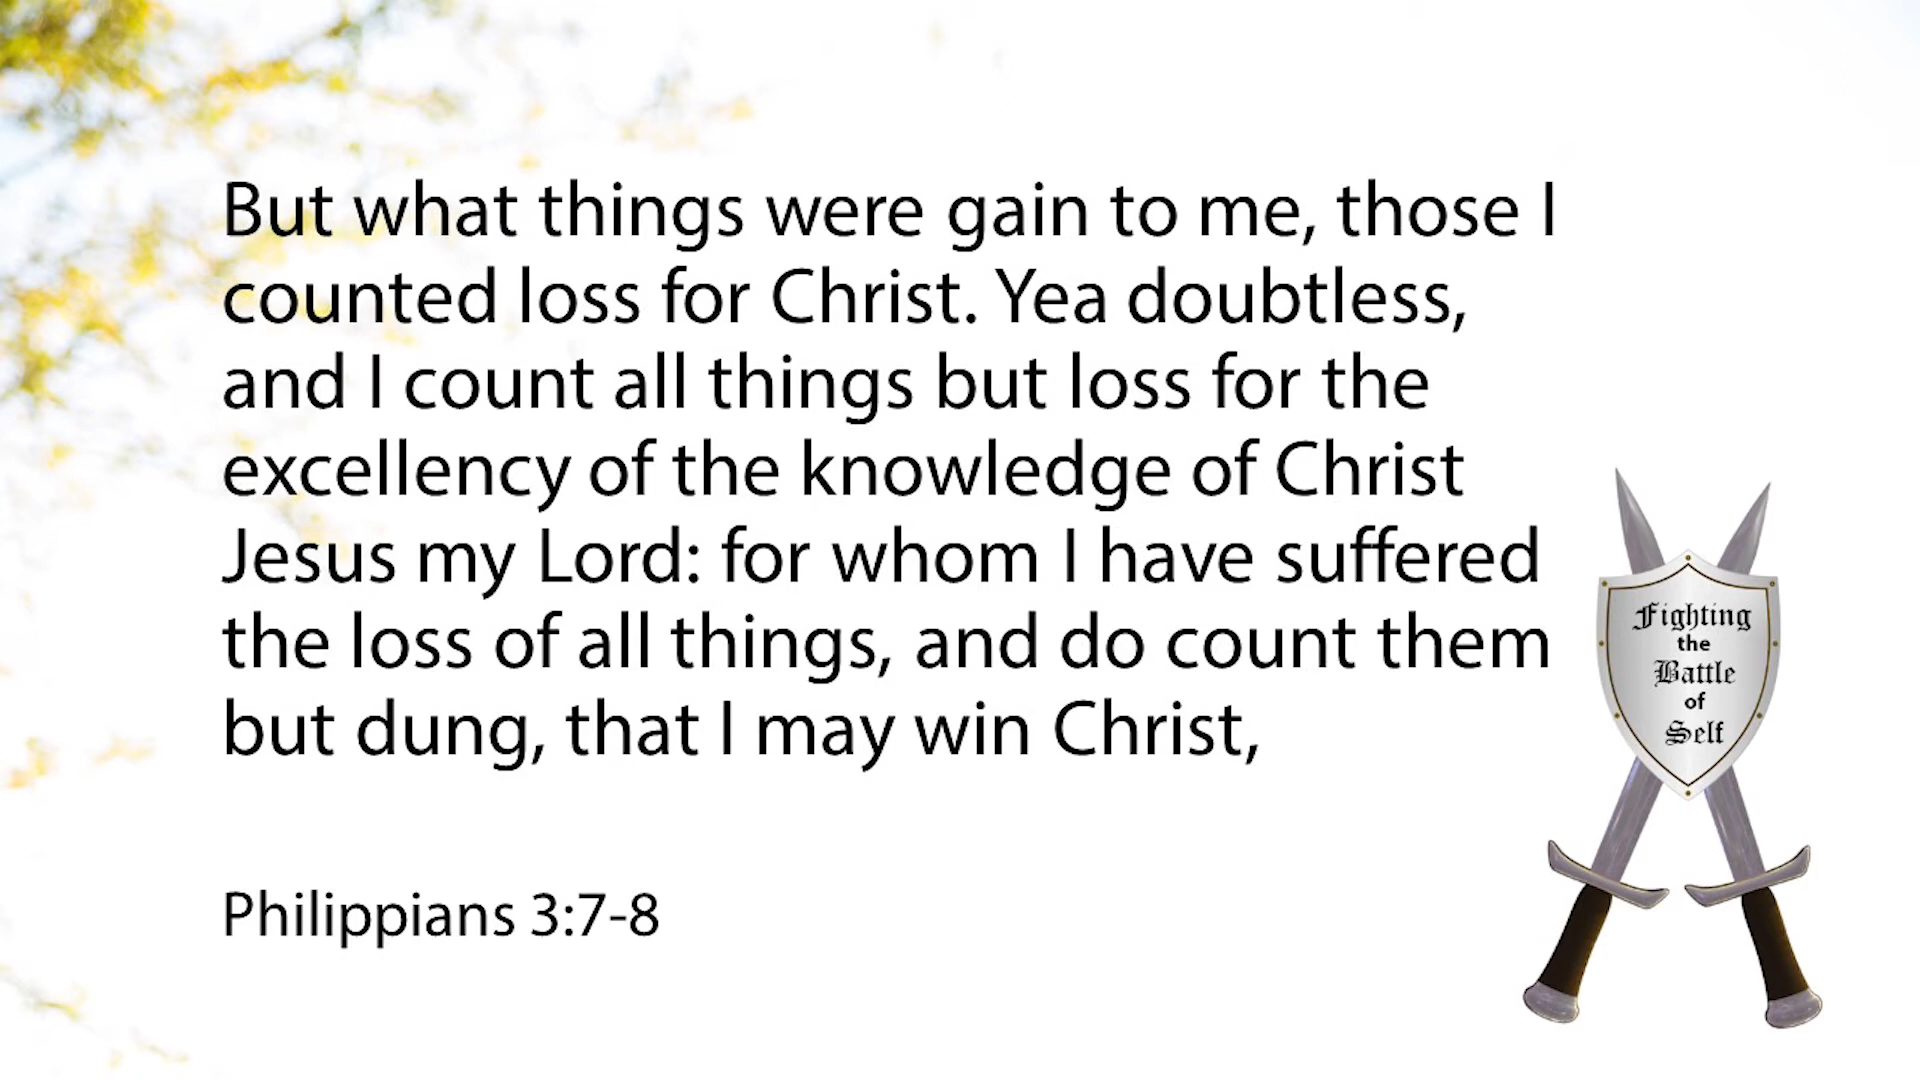 But what things were gain to me, those I
counted loss for Christ. Yea doubtless,
and I count all things but loss for the
excellency of the knowledge of Christ
Jesus my Lord: for whom I have suffered
the loss of all things, and do count them
but dung, that I may win Christ,
Philippians 3:7-8
Fighting
the
Battle
of
Self